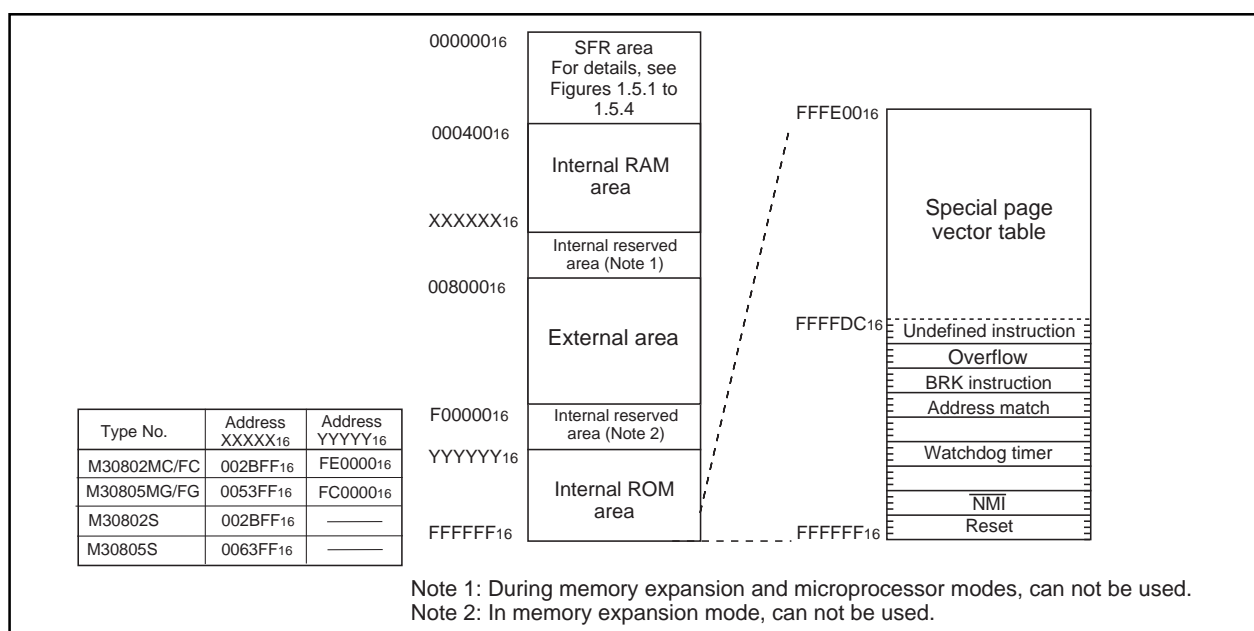 00000016
SFR area
For details, see
Figures 1.5.1 to
1.5.4
00040016
Internal RAM
area
XXXXXX16
Internal reserved
area (Note 1)
00800016
External area
F0000016
Internal reserved
area (Note 2)
YYYYYY16
Internal ROM
area
FFFFFF16
FFFE0016
Special page
vector table
FFFFDC16
Undefined instruction
Overflow
BRK instruction
Address match
Watchdog timer
NMI
Reset
FFFFFF16
Type No. Address XXXXX16 Address YYYYY16
M30802MC/FC 002BFF16 FE000016
M30805MG/FG 0053FF16 FC000016
M30802S 002BFF16 ———
M30805S 0063FF16 ———
Note 1: During memory expansion and microprocessor modes, can not be used.
Note 2: In memory expansion mode, can not be used.